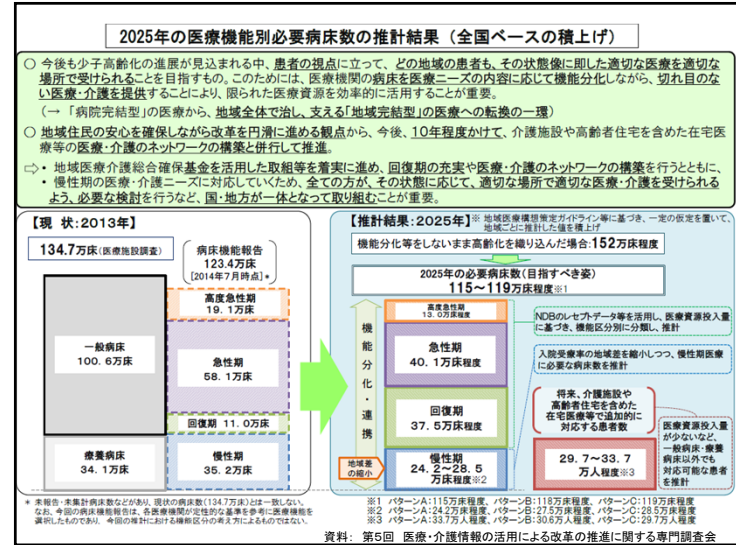 2025年の医療機能別必要病床数の推計結果（全国ベースの積上げ）
○ 今後も少子高齢化の進展が見込まれる中、患者の視点に立って、どの地域の患者も、その状態像に即した適切な医療を適切な
場所で受けられることを目指すもの。このためには、医療機関の病床を医療ニーズの内容に応じて機能分化しながら、切れ目のな
い医療・介護を提供することにより、限られた医療資源を効率的に活用することが重要。
（→ 「病院完結型」の医療から、地域全体で治し、支える「地域完結型」の医療への転換の一環）
○ 地域住民の安心を確保しながら改革を円滑に進める観点から、今後、10年程度かけて、介護施設や高齢者住宅を含めた在宅医
療等の医療・介護のネットワークの構築と併行して推進。
⇨ ・ 地域医療介護総合確保基金を活用した取組等を着実に進め、回復期の充実や医療・介護のネットワークの構築を行うとともに、
・ 慢性期の医療・介護ニーズに対応していくため、全ての方が、その状態に応じて、適切な場所で適切な医療・介護を受けられる
よう、必要な検討を行うなど、国・地方が一体となって取り組むことが重要。
【現 状：2013年】
134.7万床（医療施設調査）
病床機能報告
123.4万床
［2014年7月時点］＊
高度急性期
19.1万床
一般病床
100.6万床
急性期
58.1万床
回復期 11.0万床
療養病床
34.1万床
慢性期
35.2万床
【推計結果：2025年】※ 地域医療構想策定ガイドライン等に基づき、一定の仮定を置いて、
地域ごとに推計した値を積上げ
機能分化等をしないまま高齢化を織り込んだ場合：152万床程度
2025年の必要病床数（目指すべき姿）
115～119万床程度※1
機能分化・連携
高度急性期
13.0万床程度
急性期
40.1万床程度
回復期
37.5万床程度
地域差
の縮小
慢性期
24.2～28.5
万床程度※2
NDBのレセプトデータ等を活用し、医療資源投入量
に基づき、機能区分別に分類し、推計
入院受療率の地域差を縮小しつつ、慢性期医療
に必要な病床数を推計
将来、介護施設や
高齢者住宅を含めた
在宅医療等で追加的に
対応する患者数
29.7～33.7
万人程度※3
医療資源投入量
が少ないなど、
一般病床・療養
病床以外でも
対応可能な患者
を推計
＊ 未報告・未集計病床数などがあり、現状の病床数（134.7万床）とは一致しない。
なお、今回の病床機能報告は、各医療機関が定性的な基準を参考に医療機能を
選択したものであり、今回の推計における機能区分の考え方によるものではない。
※1 パターンA：115万床程度、パターンB：118万床程度、パターンC：119万床程度
※2 パターンA：24.2万床程度、パターンB：27.5万床程度、パターンC：28.5万床程度
※3 パターンA：33.7万人程度、パターンB：30.6万人程度、パターンC：29.7万人程度
資料： 第5回 医療・介護情報の活用による改革の推進に関する専門調査会